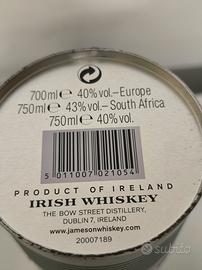 700ml e 40%vol.–Europe
750ml e 43%vol.–South Africa
750ml e 40%vol.
5 011007 021054
PRODUCT OF IRELAND
IRISH WHISKEY
THE BOW STREET DISTILLERY,
DUBLIN 7, IRELAND
www.jamesonwhiskey.com
20007189
subito